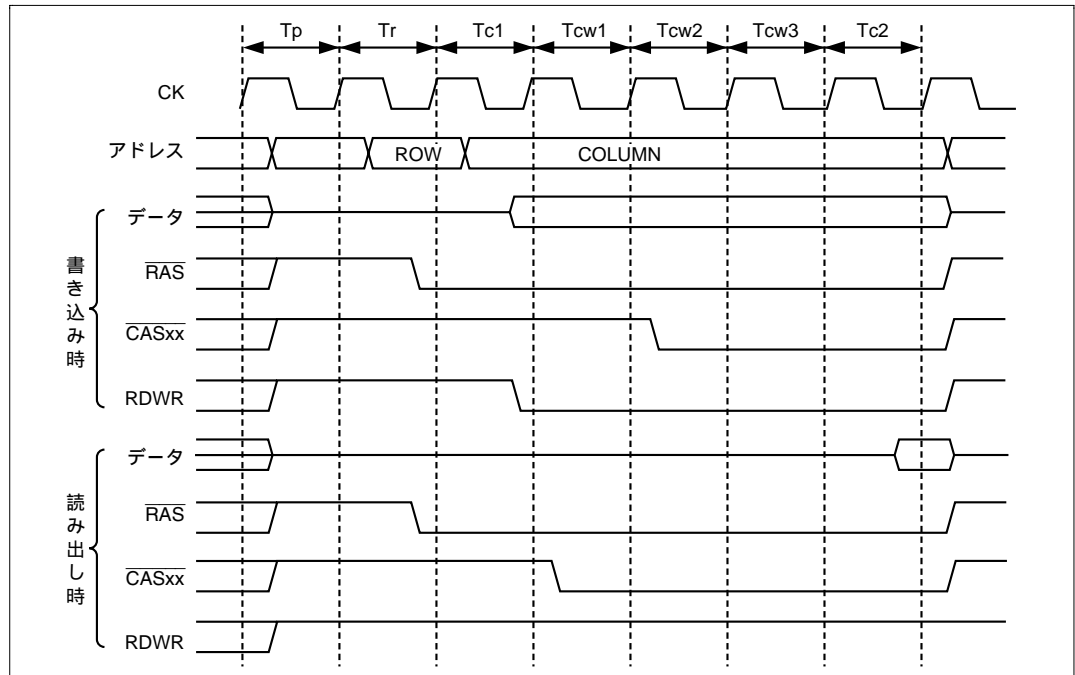 Tp Tr Tc1 Tcw1 Tcw2 Tcw3 Tc2
CK
アドレス ROW COLUMN
書き込み時
データ
RAS
CASxx
RDWR
読み出し時
データ
RAS
CASxx
RDWR